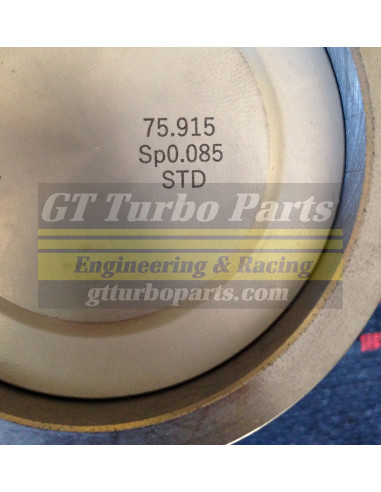 75.915
Sp0.085
STD
GT Turbo Parts
Engineering & Racing
gtturboparts.com